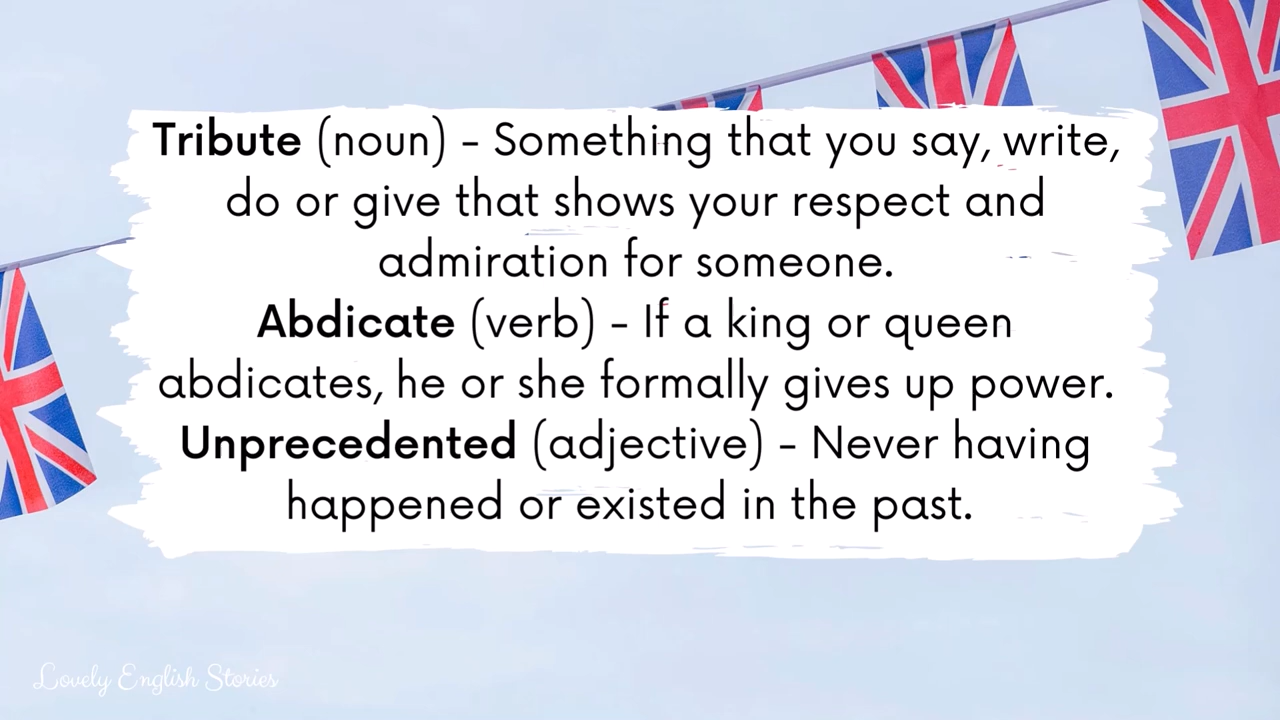 Tribute (noun) - Something that you say, write,
do or give that shows your respect and
admiration for someone.
Abdicate (verb) - If a king or queen
abdicates, he or she formally gives up power.
Unprecedented (adjective) - Never having
happened or existed in the past.
Lovely English Stories